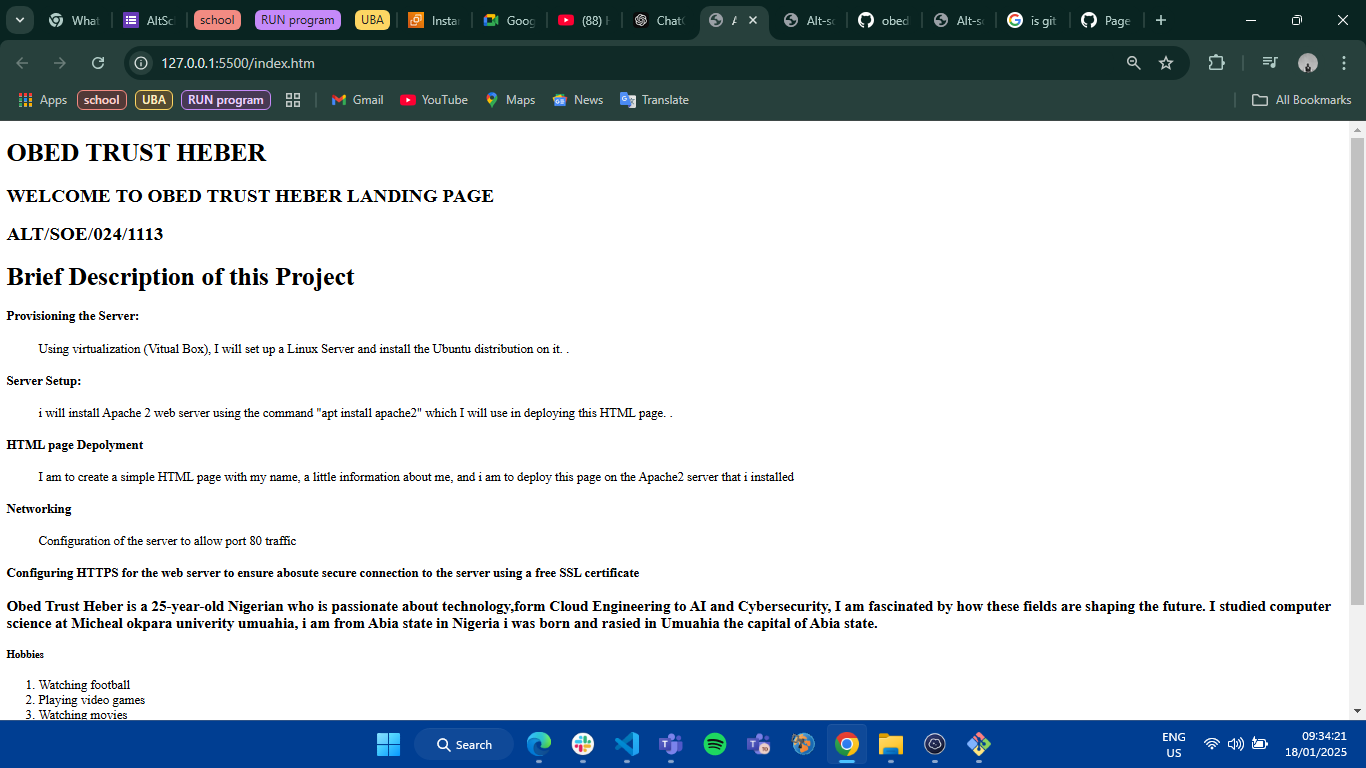 What
AltSc
school
RUN program
UBA
Instan
Goog
(88) H
ChatG
Alt-sc
obed
Alt-sc
is git
Page
127.0.0.1:5500/index.htm
Apps
school
UBA
RUN program
Gmail
YouTube
Maps
News
Translate
All Bookmarks
OBED TRUST HEBER
WELCOME TO OBED TRUST HEBER LANDING PAGE
ALT/SOE/024/1113
Brief Description of this Project
Provisioning the Server:
Using virtualization (Vitual Box), I will set up a Linux Server and install the Ubuntu distribution on it. .
Server Setup:
i will install Apache 2 web server using the command "apt install apache2" which I will use in deploying this HTML page. .
HTML page Depolyment
I am to create a simple HTML page with my name, a little information about me, and i am to deploy this page on the Apache2 server that i installed
Networking
Configuration of the server to allow port 80 traffic
Configuring HTTPS for the web server to ensure abosute secure connection to the server using a free SSL certificate
Obed Trust Heber is a 25-year-old Nigerian who is passionate about technology,form Cloud Engineering to AI and Cybersecurity, I am fascinated by how these fields are shaping the future. I studied computer
science at Micheal okpara univerity umuahia, i am from Abia state in Nigeria i was born and rasied in Umuahia the capital of Abia state.
Hobbies
1. Watching football
2. Playing video games
3. Watching movies
Search
ENG
US
09:34:21
18/01/2025